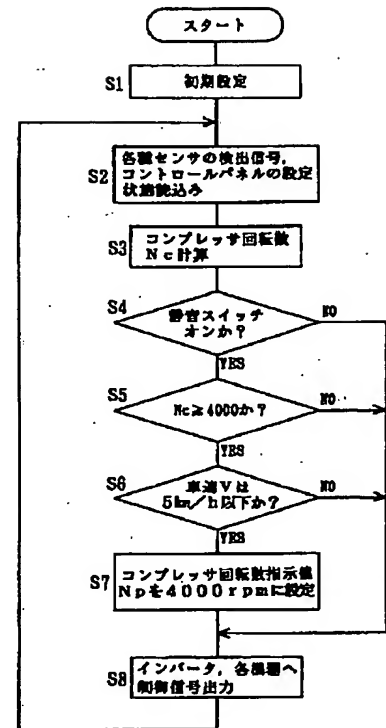 スタート
S1
初期設定
S2
各種センサの検出信号,
コントロールパネルの設定
状態読込み
S3
コンプレッサ回転数
Nc計算
S4
静音スイッチ
オンか?
NO
YES
S5
Nc≧4000か?
NO
YES
S6
車速Vは
5km/h以下か?
NO
YES
S7
コンプレッサ回転数指示値
Npを4000rpmに設定
S8
インバータ,各機器へ
制御信号出力